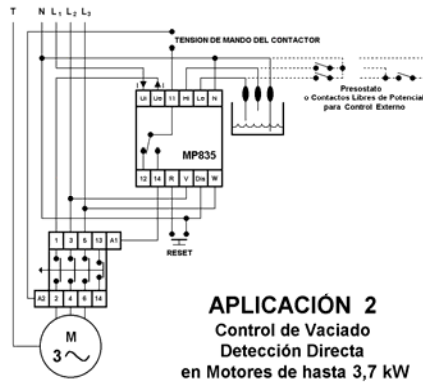 T N L1 L2 L3
TENSION DE MANDO DEL CONTACTOR
Ui Uo 11 Hi Lo N
Presostato
o Contactos Libres de Potencial
para Control Externo
MP835
12 14 R V Dis W
1 3 5 13 A1
RESET
A2 2 4 6 14
M
3
APLICACIÓN 2
Control de Vaciado
Detección Directa
en Motores de hasta 3,7 kW